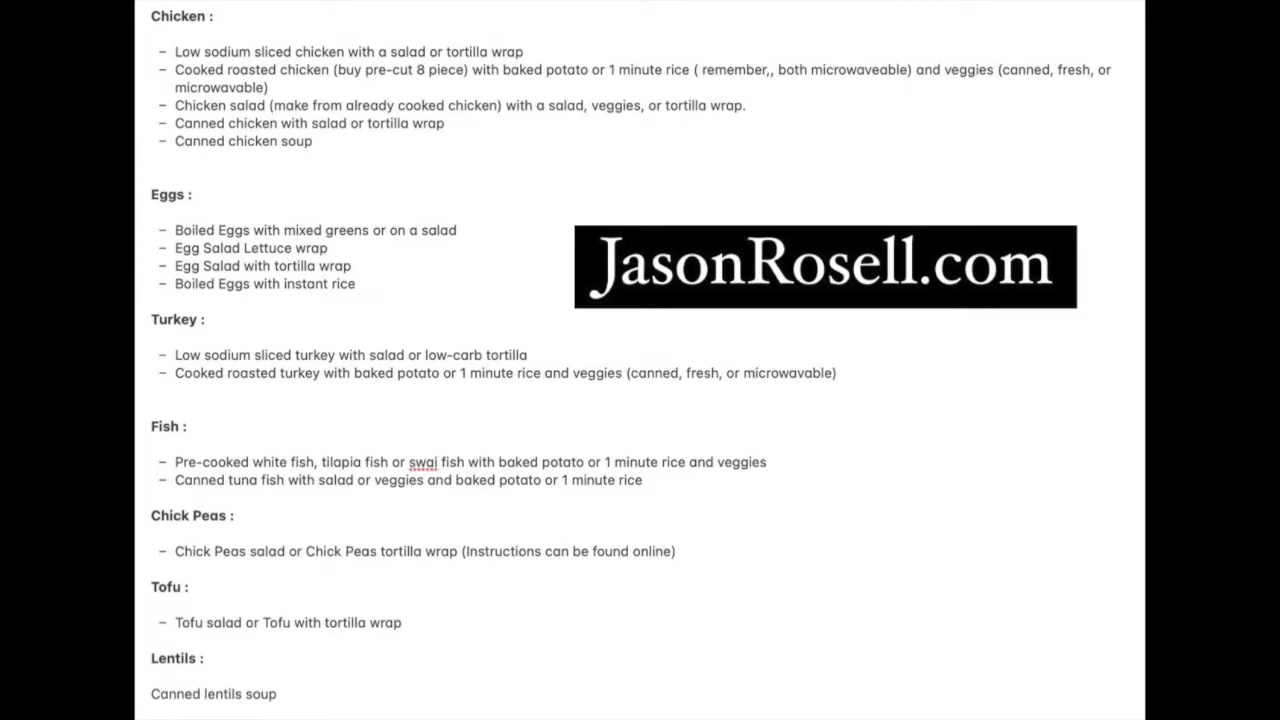 Chicken :
– Low sodium sliced chicken with a salad or tortilla wrap
– Cooked roasted chicken (buy pre-cut 8 piece) with baked potato or 1 minute rice ( remember,, both microwaveable) and veggies (canned, fresh, or
microwavable)
– Chicken salad (make from already cooked chicken) with a salad, veggies, or tortilla wrap.
– Canned chicken with salad or tortilla wrap
– Canned chicken soup
Eggs :
– Boiled Eggs with mixed greens or on a salad
– Egg Salad Lettuce wrap
– Egg Salad with tortilla wrap
– Boiled Eggs with instant rice
JasonRosell.com
Turkey :
– Low sodium sliced turkey with salad or low-carb tortilla
– Cooked roasted turkey with baked potato or 1 minute rice and veggies (canned, fresh, or microwavable)
Fish :
– Pre-cooked white fish, tilapia fish or swai fish with baked potato or 1 minute rice and veggies
– Canned tuna fish with salad or veggies and baked potato or 1 minute rice
Chick Peas :
– Chick Peas salad or Chick Peas tortilla wrap (Instructions can be found online)
Tofu :
– Tofu salad or Tofu with tortilla wrap
Lentils :
Canned lentils soup